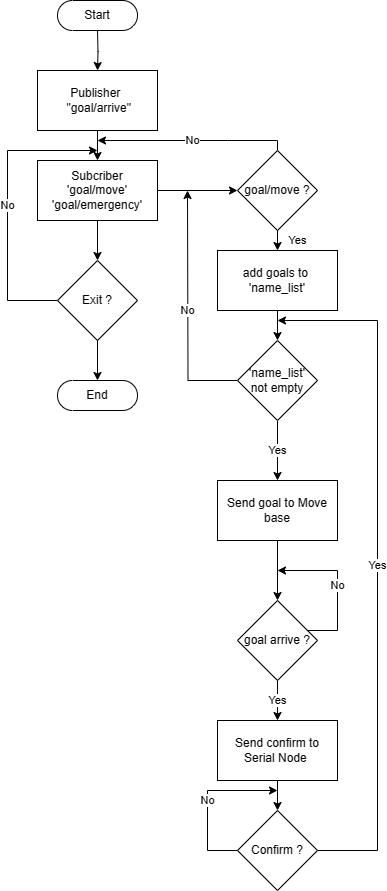 Start
Publisher
"goal/arrive"
No
Subcriber
'goal/move'
'goal/emergency'
goal/move ?
No
Yes
add goals to
'name_list'
Exit ?
No
'name_list'
not empty
End
Yes
Send goal to Move
base
Yes
No
goal arrive ?
Yes
Send confirm to
Serial Node
No
Confirm ?